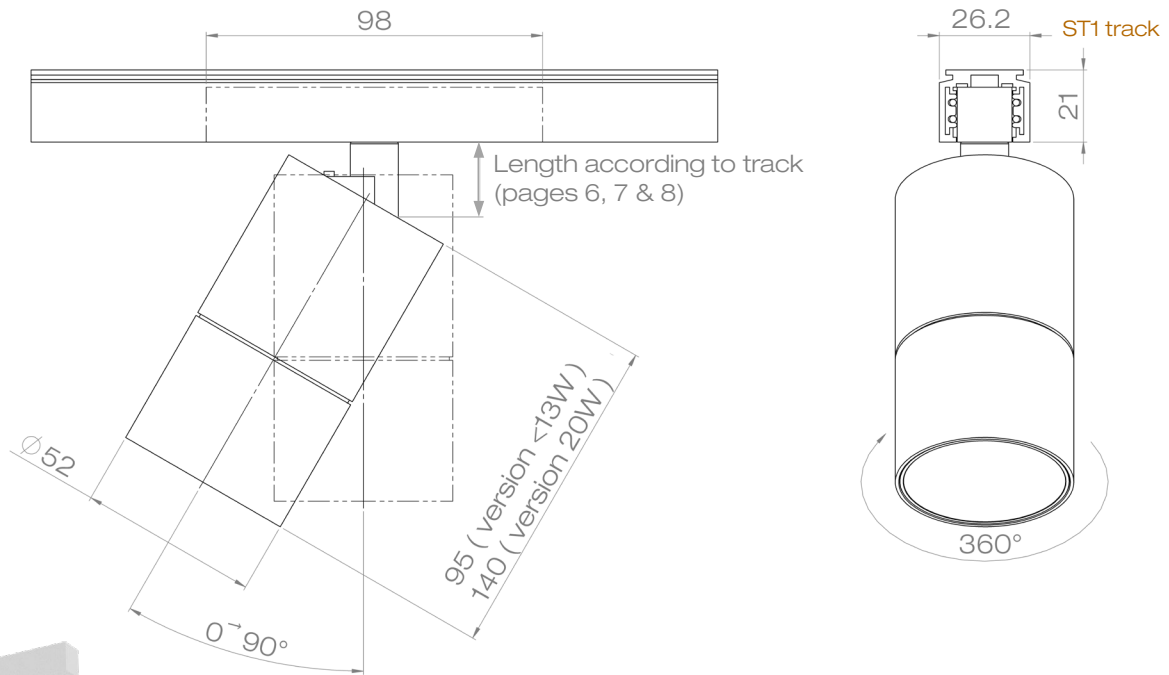 98
26.2
ST1 track
21
Length according to track
(pages 6, 7 & 8)
95 ( version <13W )
140 ( version 20W )
Ø52
0→90°
360°